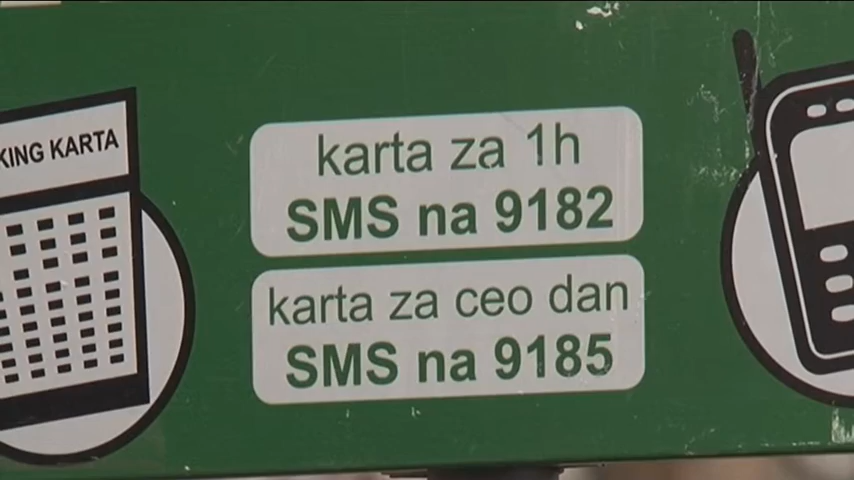 KING KARTA
karta za 1h
SMS na 9182
karta za ceo dan
SMS na 9185